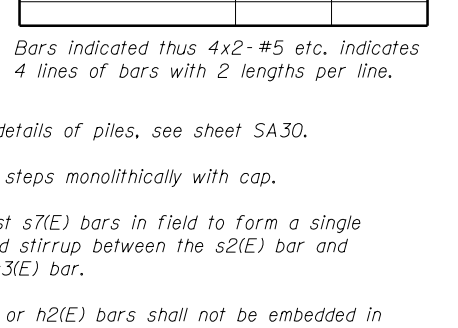 Bars indicated thus 4x2-#5 etc. indicates
4 lines of bars with 2 lengths per line.
details of piles, see sheet SA30.
steps monolithically with cap.
s7(E) bars in field to form a single
stirrup between the s2(E) bar and
bar.
or h2(E) bars shall not be embedded in